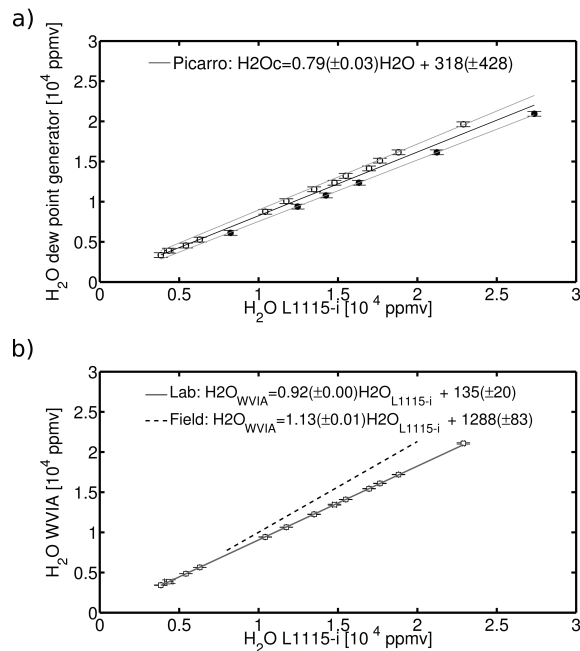 a)
3
2.5
2
1.5
1
0.5
0
Picarro: H2Oc=0.79(±0.03)H2O + 318(±428)
H₂O dew point generator [10⁴ ppmv]
0 0.5 1 1.5 2 2.5 3
H₂O L1115-i [10⁴ ppmv]
b)
3
2.5
2
1.5
1
0.5
0
Lab: H2O_WVIA=0.92(±0.00)H2O_L1115-i + 135(±20)
Field: H2O_WVIA=1.13(±0.01)H2O_L1115-i + 1288(±83)
H₂O WVIA [10⁴ ppmv]
0 0.5 1 1.5 2 2.5 3
H₂O L1115-i [10⁴ ppmv]